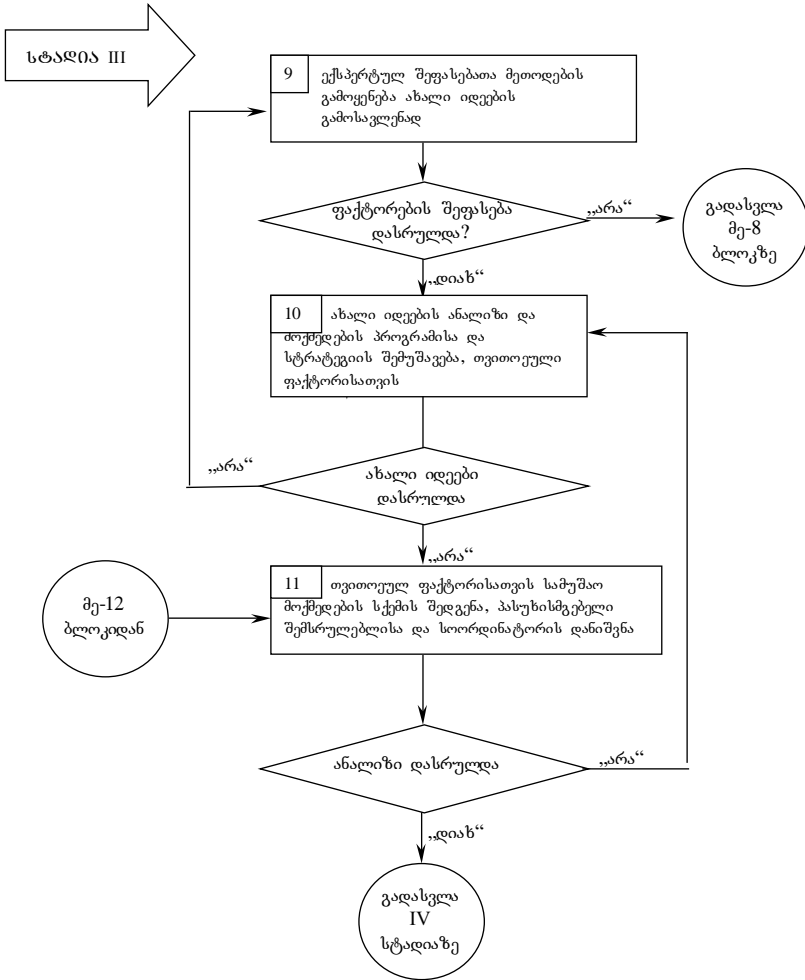 სტადია III
9
ექსპერტულ შეფასებათა მეთოდების
გამოყენება ახალი იდეების
გამოსავლენად
ფაქტორების შეფასება
დასრულდა?
„არა“
გადასვლა
მე-8
ბლოკზე
„დიახ“
10 ახალი იდეების ანალიზი და
მოქმედების პროგრამისა და
სტრატეგიის შემუშავება, თვითოეული
ფაქტორისათვის
„არა“
ახალი იდეები
დასრულდა
„არა“
მე-12
ბლოკიდან
11 თვითოეულ ფაქტორისათვის სამუშაო
მოქმედების სქემის შედგენა, პასუხისმგებელი
შემსრულებლისა და სოორდინატორის დანიშვნა
ანალიზი დასრულდა
„არა“
„დიახ“
გადასვლა
IV
სტადიაზე